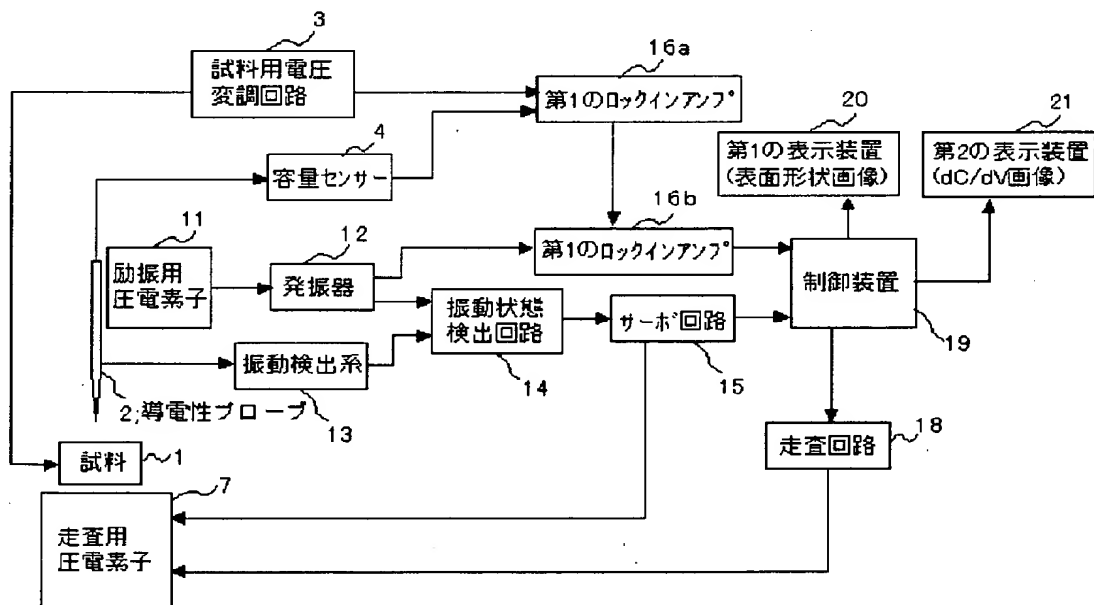 3
試料用電圧
変調回路
16a
第1のロックインアンプ
20
21
4
容量センサー
第1の表示装置
(表面形状画像)
第2の表示装置
(dC/dV画像)
16b
第1のロックインアンプ
11
励振用
圧電素子
12
発振器
振動状態
検出回路
14
サーボ回路
15
制御装置
19
振動検出系
13
2;導電性プローブ
18
走査回路
試料
1
7
走査用
圧電素子